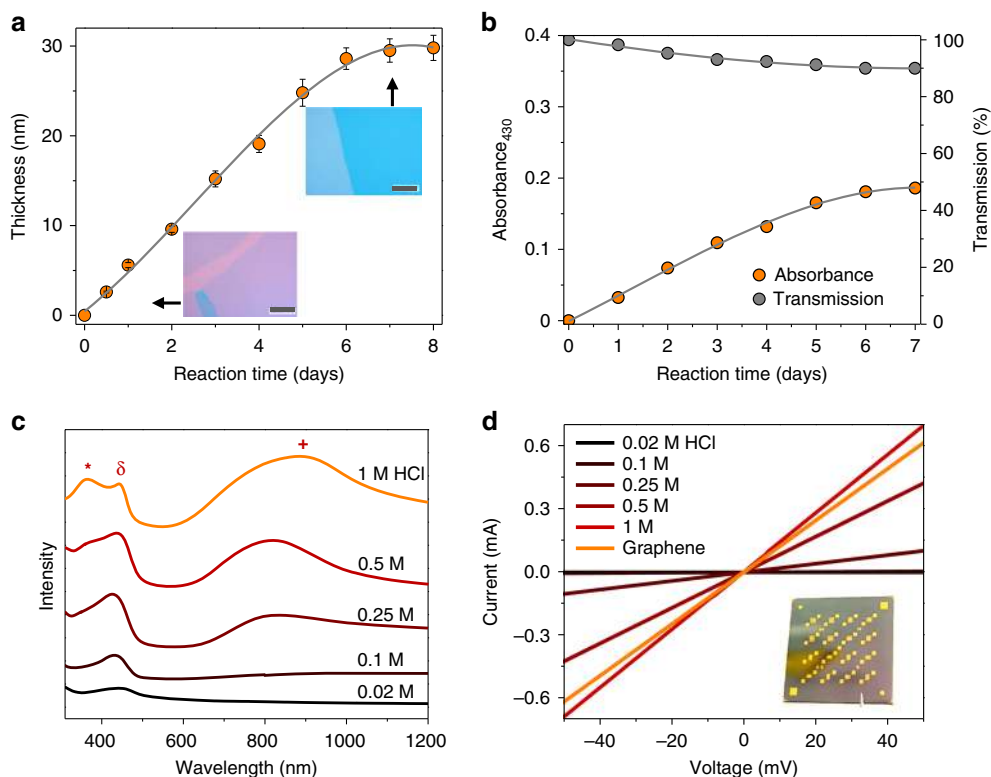 a
Thickness (nm)
30
20
10
0
0 2 4 6 8
Reaction time (days)
b
Absorbance430
0.4
0.3
0.2
0.1
0
Absorbance
Transmission
100
80
60
40
20
0
Transmission (%)
0 1 2 3 4 5 6 7
Reaction time (days)
c
Intensity
* δ +
1 M HCl
0.5 M
0.25 M
0.1 M
0.02 M
400 600 800 1000 1200
Wavelength (nm)
d
Current (mA)
0.6
0.3
0.0
–0.3
–0.6
0.02 M HCl
0.1 M
0.25 M
0.5 M
1 M
Graphene
–40 –20 0 20 40
Voltage (mV)